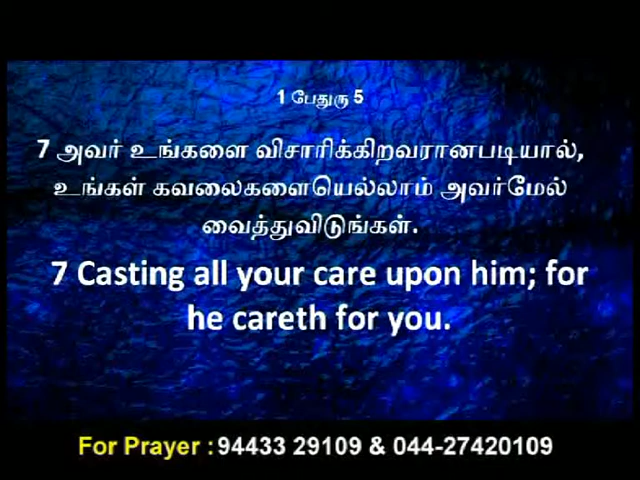 1 பேதுரு 5
7 அவர் உங்களை விசாரிக்கிறவரானபடியால்,
உங்கள் கவலைகளையெல்லாம் அவர்மேல்
வைத்துவிடுங்கள்.
7 Casting all your care upon him; for
he careth for you.
For Prayer : 94433 29109 & 044-27420109